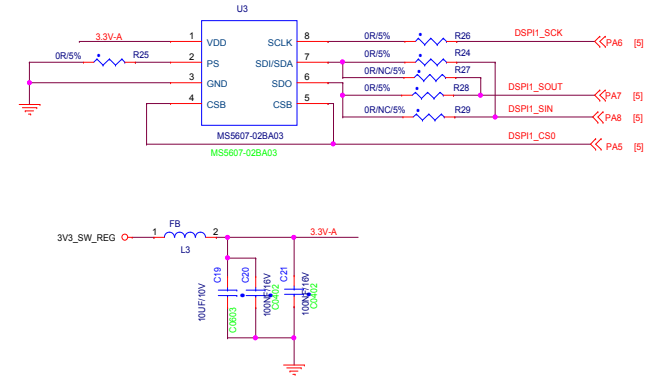 U3
3.3V-A 1 VDD SCLK 8 0R/5% R26 DSPI1_SCK PA6 [5]
0R/5% R25 2 PS SDI/SDA 7 0R/5% R24
3 GND SDO 6 0R/NC/5% R27
4 CSB CSB 5 0R/5% R28 DSPI1_SOUT PA7 [5]
0R/NC/5% R29 DSPI1_SIN PA8 [5]
MS5607-02BA03 DSPI1_CS0 PA5 [5]
MS5607-02BA03
3V3_SW_REG 1 FB 2 3.3V-A
L3
C19 10UF/10V C0603
C20 100NF/16V C0402
C21 100NF/16V C0402